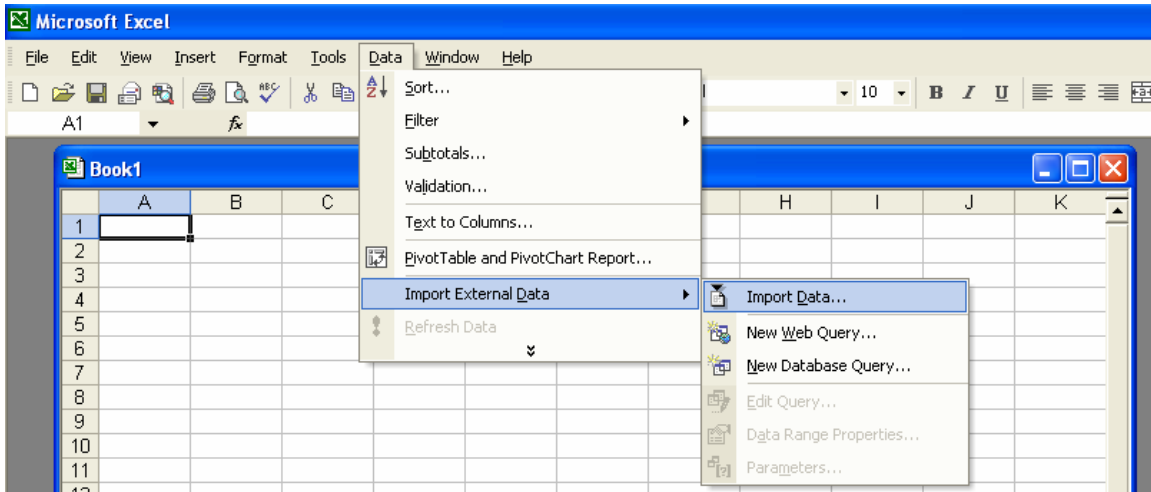 Microsoft Excel
File Edit View Insert Format Tools Data Window Help
ABC 10 B I U
A1 fx
Sort...
Filter
Subtotals...
Validation...
Text to Columns...
PivotTable and PivotChart Report...
Import External Data
Refresh Data
Import Data...
New Web Query...
New Database Query...
Edit Query...
Data Range Properties...
Parameters...
Book1
A B C H I J K
1
2
3
4
5
6
7
8
9
10
11